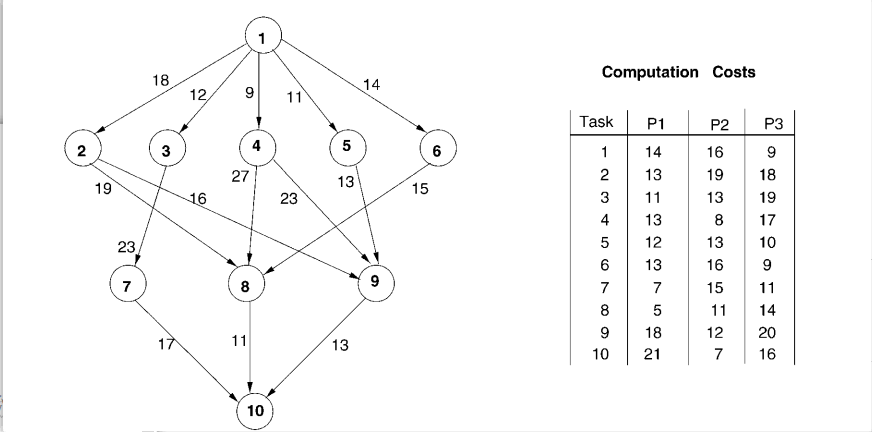 1
18
12
9
11
14
2
3
4
5
6
19
16
27
23
13
15
23
7
8
9
17
11
13
10
Computation Costs
Task P1 P2 P3
1 14 16 9
2 13 19 18
3 11 13 19
4 13 8 17
5 12 13 10
6 13 16 9
7 7 15 11
8 5 11 14
9 18 12 20
10 21 7 16